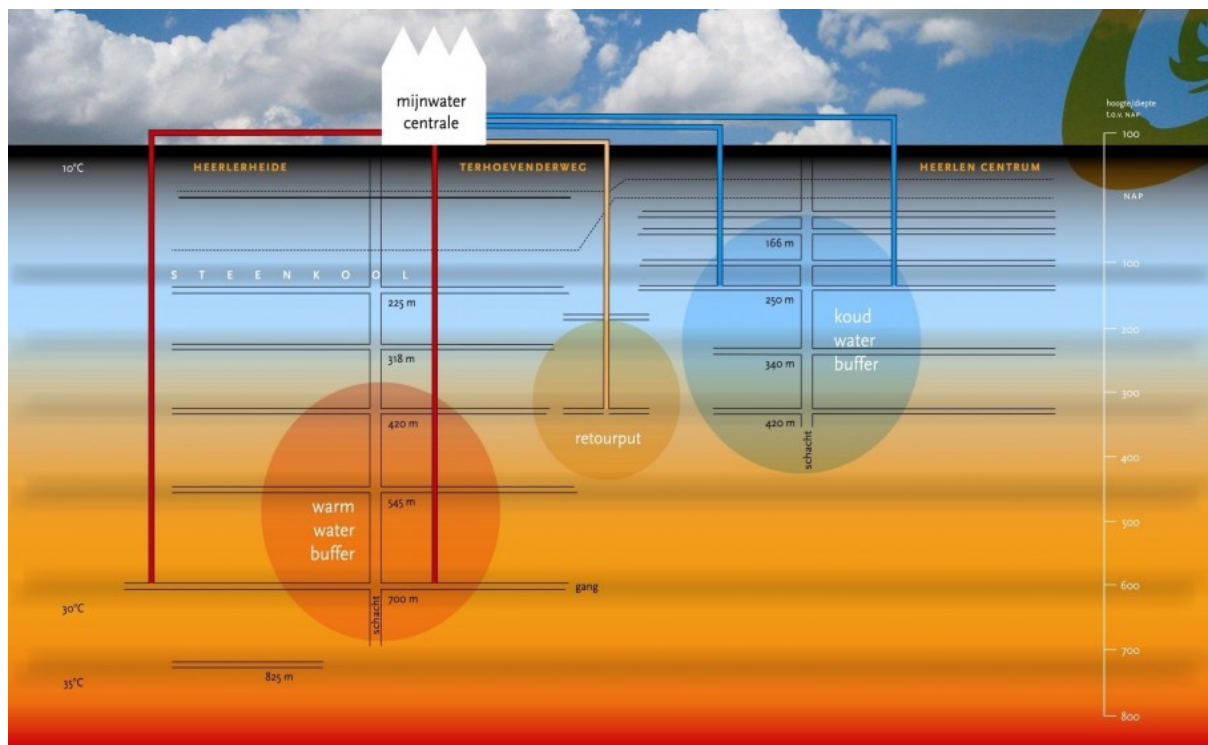 mijnwater
centrale
hoogte/diepte
t.o.v. NAP
100
10°C
HEERLERHEIDE
TERHOEVENDERWEG
HEERLEN CENTRUM
NAP
166 m
100
STEENKOOL
225 m
250 m
koud
water
buffer
200
318 m
340 m
300
420 m
420 m
retourput
schacht
400
545 m
warm
water
buffer
500
gang
600
700 m
30°C
schacht
700
825 m
35°C
800